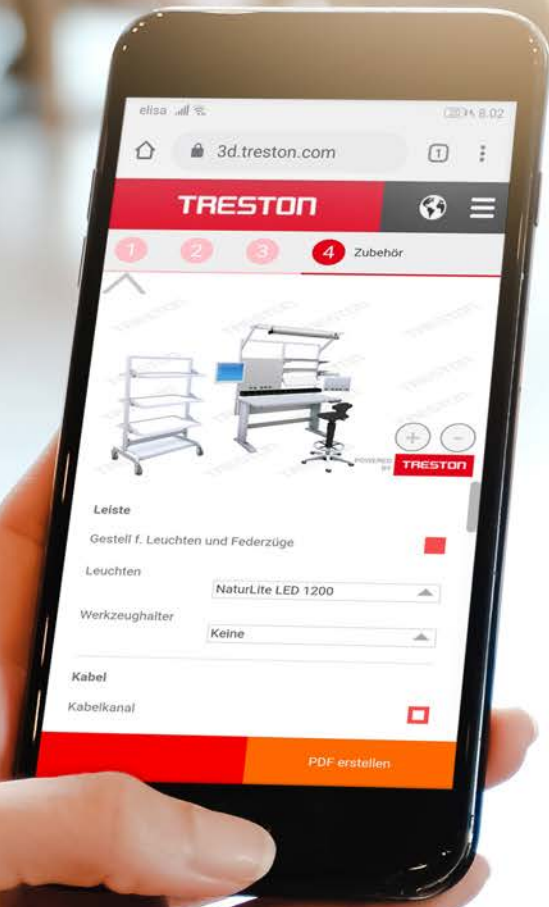 elisa 8.02
3d.treston.com 1
TRESTON
1 2 3 4 Zubehör
+ -
POWERED BY TRESTON
Leiste
Gestell f. Leuchten und Federzüge
Leuchten
NaturLite LED 1200
Werkzeughalter
Keine
Kabel
Kabelkanal
PDF erstellen